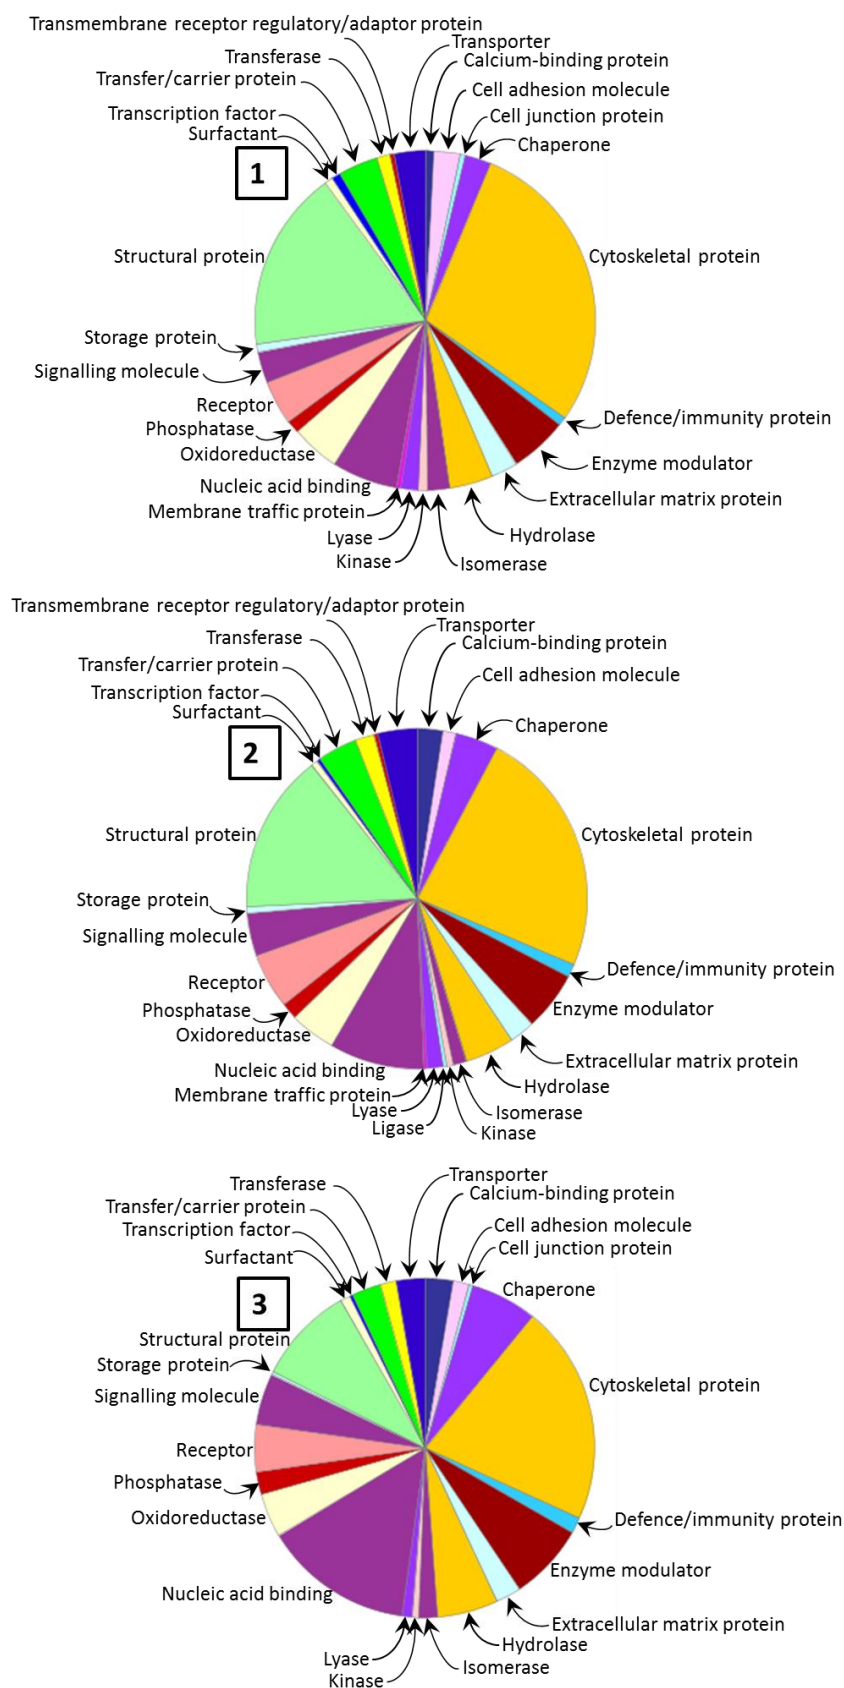 Transmembrane receptor regulatory/adaptor protein
Transporter
Transferase
Calcium-binding protein
Transfer/carrier protein
Cell adhesion molecule
Transcription factor
Cell junction protein
Surfactant
Chaperone
1
Structural protein
Cytoskeletal protein
Storage protein
Signalling molecule
Receptor
Defence/immunity protein
Phosphatase
Oxidoreductase
Enzyme modulator
Nucleic acid binding
Extracellular matrix protein
Membrane traffic protein
Lyase
Hydrolase
Kinase
Isomerase
Transmembrane receptor regulatory/adaptor protein
Transporter
Transferase
Calcium-binding protein
Transfer/carrier protein
Cell adhesion molecule
Transcription factor
Surfactant
Chaperone
2
Structural protein
Cytoskeletal protein
Storage protein
Signalling molecule
Defence/immunity protein
Receptor
Phosphatase
Enzyme modulator
Oxidoreductase
Extracellular matrix protein
Nucleic acid binding
Hydrolase
Membrane traffic protein
Lyase
Isomerase
Ligase
Kinase
Transporter
Transferase
Calcium-binding protein
Transfer/carrier protein
Cell adhesion molecule
Transcription factor
Cell junction protein
Surfactant
Chaperone
3
Structural protein
Storage protein
Cytoskeletal protein
Signalling molecule
Receptor
Phosphatase
Oxidoreductase
Defence/immunity protein
Enzyme modulator
Nucleic acid binding
Extracellular matrix protein
Hydrolase
Lyase
Isomerase
Kinase